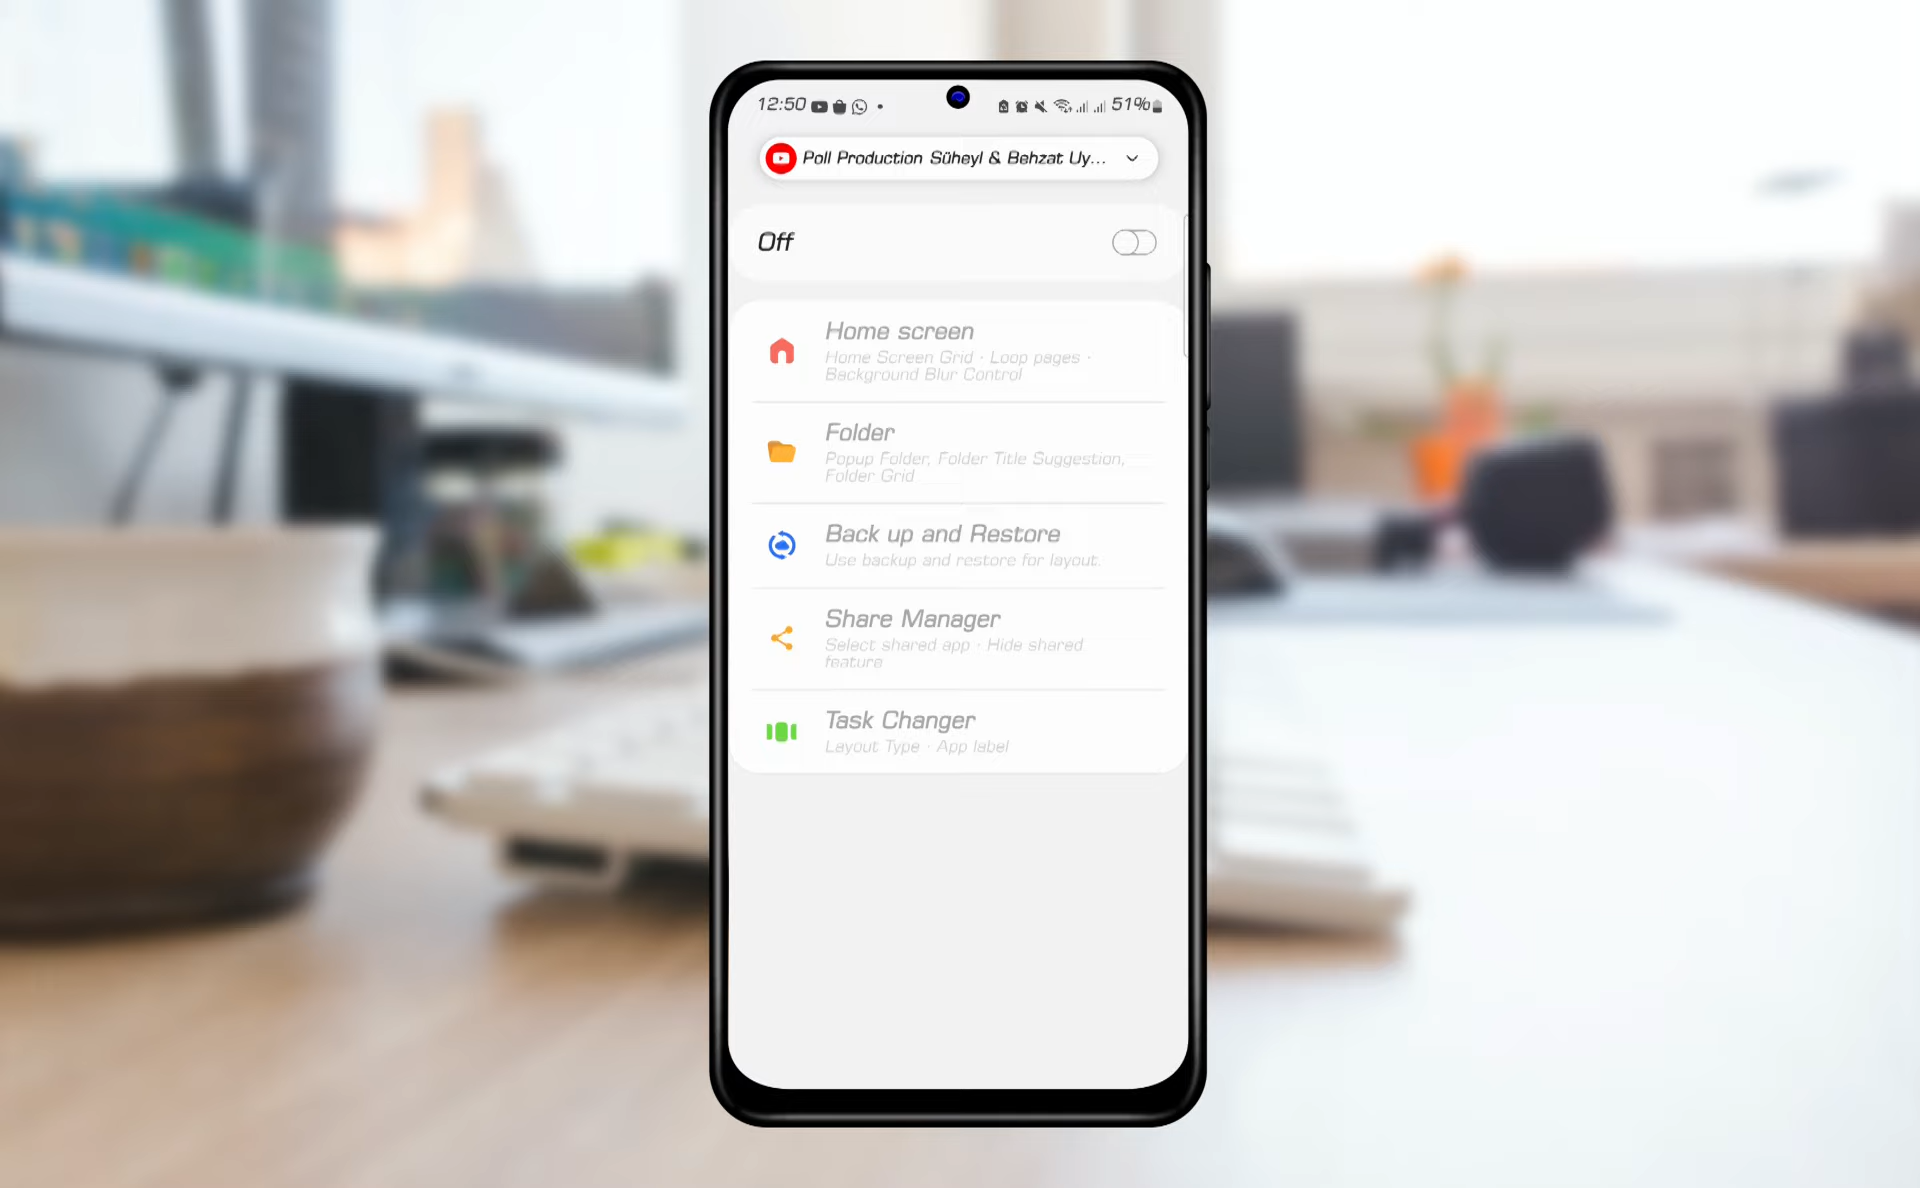 12:50
51%
Poll Production Süheyl & Behzat Uy...
Off
Home screen
Home Screen Grid · Loop pages ·
Background Blur Control
Folder
Popup Folder, Folder Title Suggestion,
Folder Grid
Back up and Restore
Use backup and restore for layout.
Share Manager
Select shared app · Hide shared
feature
Task Changer
Layout Type · App label